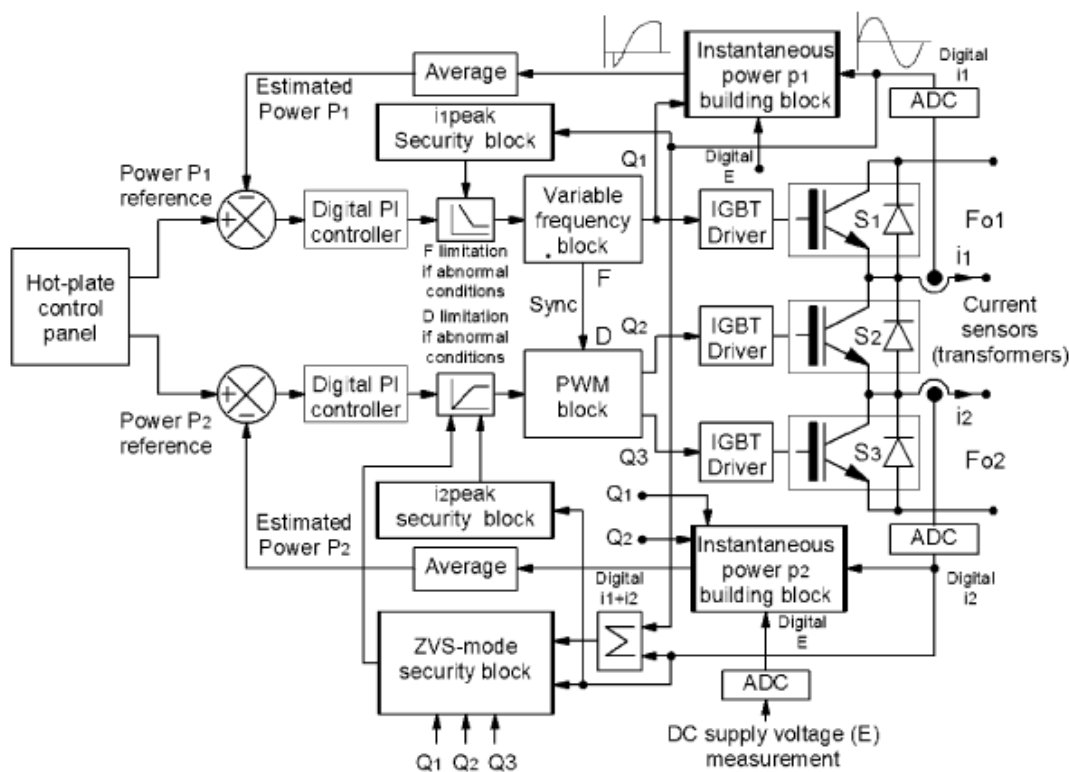 Instantaneous
power p1
building block
Digital
i1
ADC
Average
Estimated
Power P1
i1peak
Security block
Q1
Digital
E
Power P1
reference
+
−
Digital PI
controller
F limitation
if abnormal
conditions
Variable
frequency
block
IGBT
Driver
S1
Fo1
i1
Hot-plate
control
panel
F
Sync
D
Q2
IGBT
Driver
S2
Current
sensors
(transformers)
D limitation
if abnormal
conditions
Power P2
reference
+
−
Digital PI
controller
PWM
block
i2
Q3
IGBT
Driver
S3
Fo2
i2peak
security block
Q1
Q2
Instantaneous
power p2
building block
ADC
Digital
i2
Estimated
Power P2
Average
Digital
i1+i2
Σ
Digital
E
ZVS-mode
security block
ADC
Q1 Q2 Q3
DC supply voltage (E)
measurement